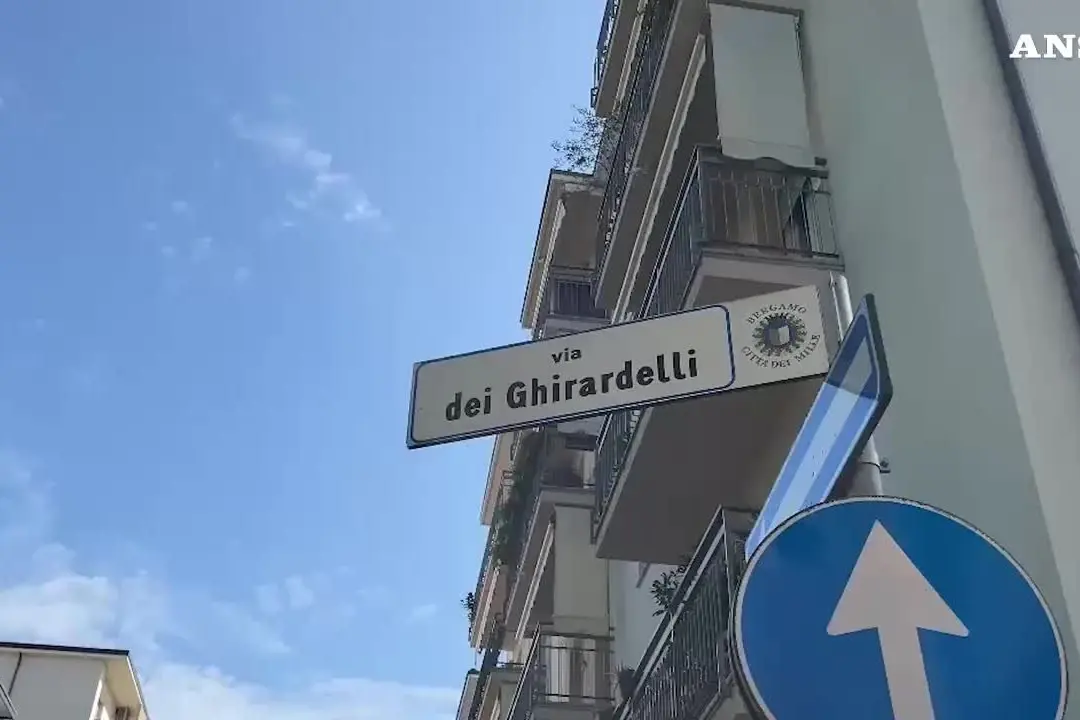 ANS
via
dei Ghirardelli
BERGAMO
CITTÀ DEI MILLE